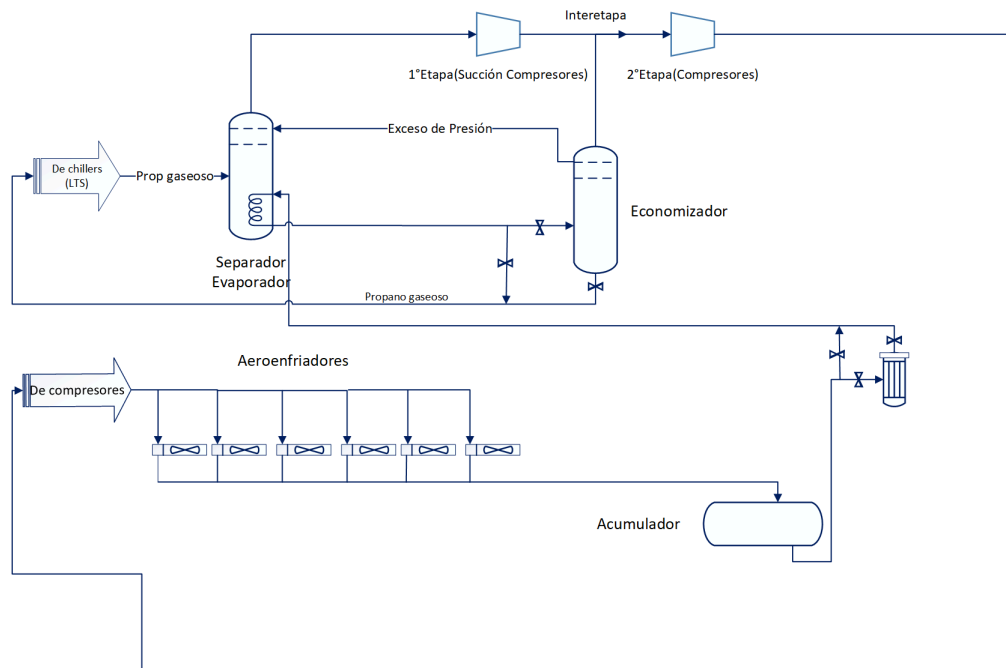 Interetapa
1°Etapa(Succión Compresores)
2°Etapa(Compresores)
Exceso de Presión
De chillers
(LTS)
Prop gaseoso
Economizador
Separador
Evaporador
Propano gaseoso
Aeroenfriadores
De compresores
Acumulador